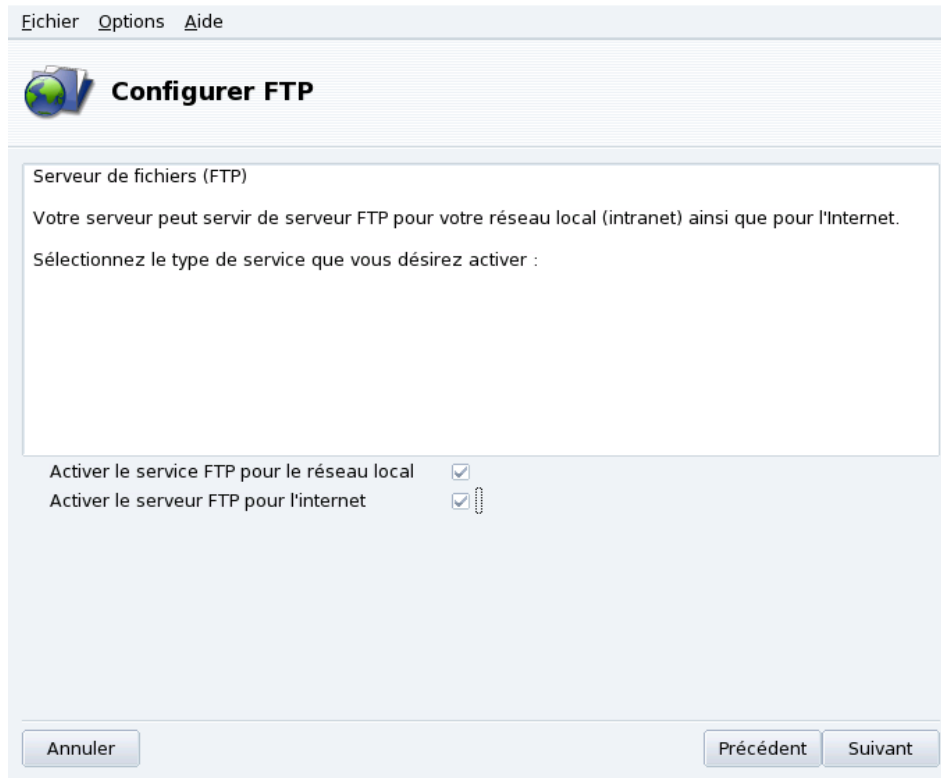 Fichier Options Aide
Configurer FTP
Serveur de fichiers (FTP)
Votre serveur peut servir de serveur FTP pour votre réseau local (intranet) ainsi que pour l'Internet.
Sélectionnez le type de service que vous désirez activer :
Activer le service FTP pour le réseau local
Activer le serveur FTP pour l'internet
Annuler Précédent Suivant